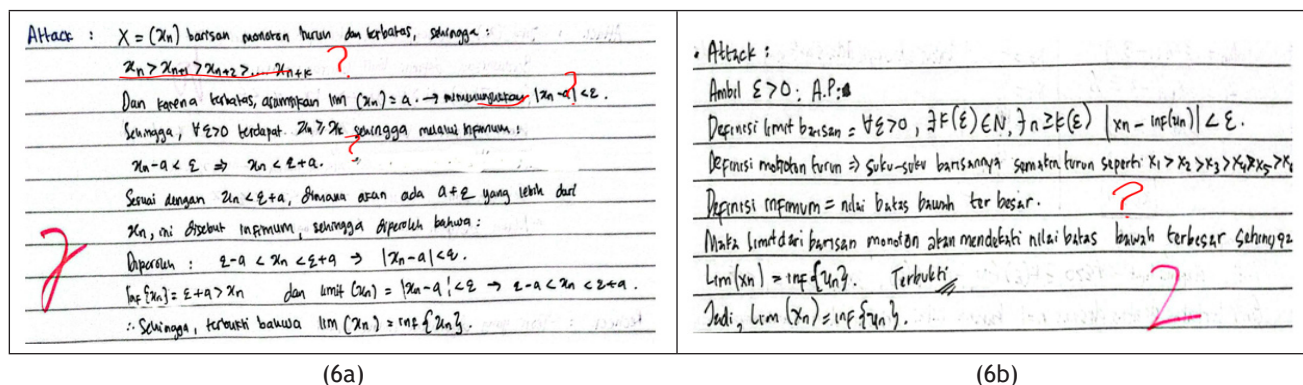 Attack : X = (xn) barisan monoton turun dan terbatas, sehingga :
xn > xn+1 > xn+2 > .... xn+k ?
Dan karena terbatas, asumsikan lim (xn) = a. → |xn - a| < ε. ?
Sehingga, ∀ε>0 terdapat xn ≥ xk sehingga melalui infimum :
xn - a < ε ⇒ xn < ε + a. ?
Sesuai dengan xn < ε + a, dimana akan ada a + ε yang lebih dari
xn, ini disebut infimum, sehingga diperoleh bahwa :
Diperoleh : ε - a < xn < ε + a ⇒ |xn - a| < ε.
Inf {xn} = ε + a > xn dan limit (xn) = |xn - a| < ε → ε - a < xn < ε + a.
∴ Sehingga, terbukti bahwa lim (xn) = inf {xn}.
2
(6a)
• Attack :
Ambil ε > 0 ; A.P :
Definisi limit barisan = ∀ε>0, ∃k(ε) ∈ N, ∃n ≥ k(ε) |xn - inf(xn)| < ε.
Definisi monoton turun ⇒ suku-suku barisannya semakin turun seperti x1 > x2 > x3 > x4 > x5 > x6
Definisi infimum = nilai batas bawah terbesar. ?
Maka limit dari barisan monoton akan mendekati nilai batas bawah terbesar sehingga
Lim (xn) = inf {xn}. Terbukti
Jadi, Lim (xn) = inf {xn}.
2
(6b)